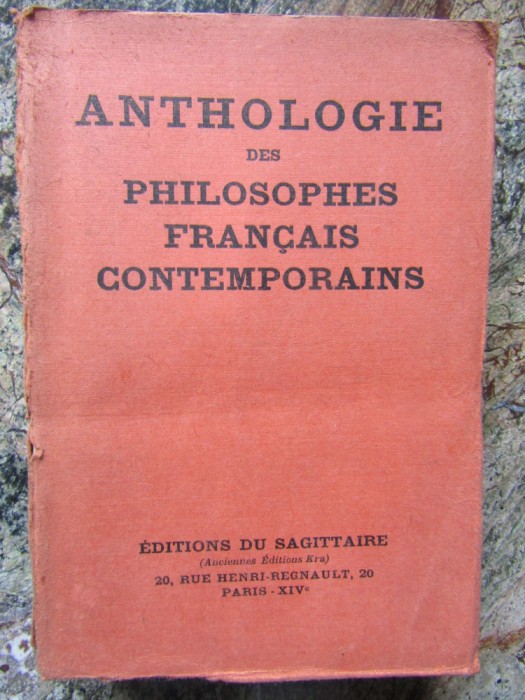 ANTHOLOGIE
DES
PHILOSOPHES
FRANÇAIS
CONTEMPORAINS
ÉDITIONS DU SAGITTAIRE
(Anciennes Éditions Kra)
20, RUE HENRI-REGNAULT, 20
PARIS - XIVᵉ